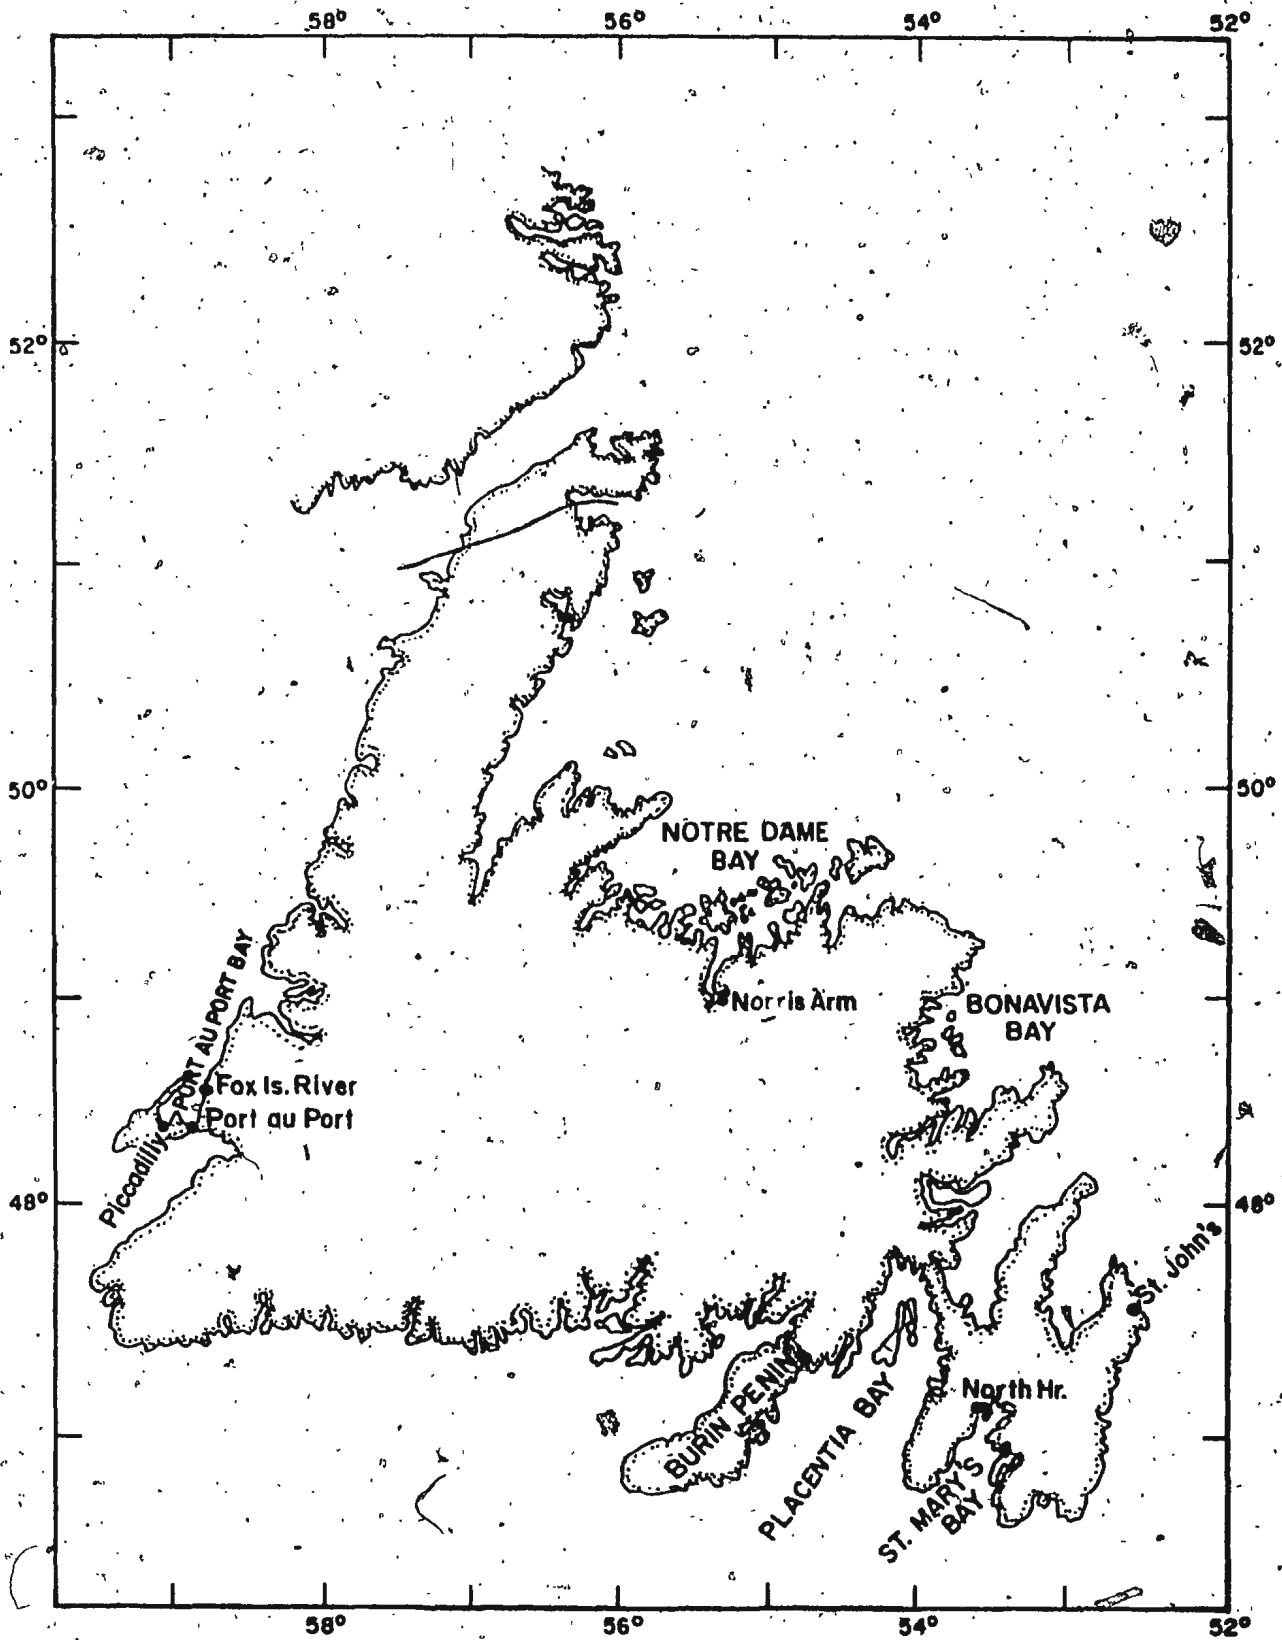 58° 56° 54° 52°
52° 52°
50° 50°
NOTRE DAME
BAY
PORT AU PORT BAY
Norris Arm
BONAVISTA
BAY
Fox Is. River
Port au Port
Piccadilly
48° 48°
St. John's
North Hr.
BURIN PENIN.
PLACENTIA BAY
ST. MARY'S
BAY
58° 56° 54° 52°